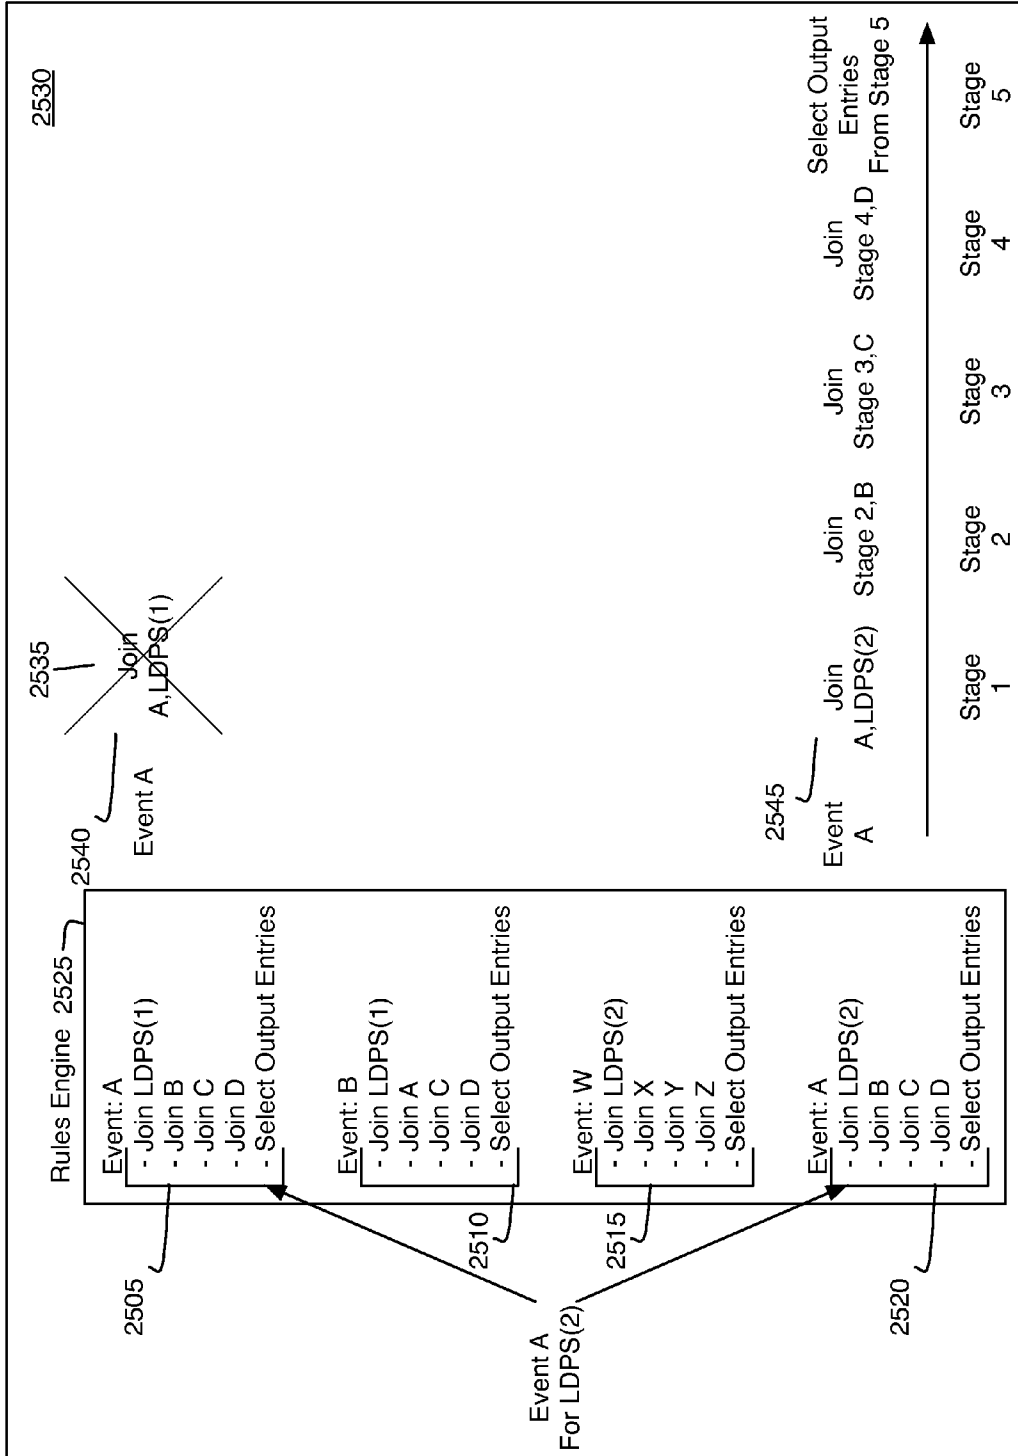 2530
Rules Engine 2525
2505
Event: A
- Join LDPS(1)
- Join B
- Join C
- Join D
- Select Output Entries
2510
Event: B
- Join LDPS(1)
- Join A
- Join C
- Join D
- Select Output Entries
2515
Event: W
- Join LDPS(2)
- Join X
- Join Y
- Join Z
- Select Output Entries
2520
Event: A
- Join LDPS(2)
- Join B
- Join C
- Join D
- Select Output Entries
Event A
For LDPS(2)
2540
2535
Event A
Join
A,LDPS(1)
2545
Event
A
Join
A,LDPS(2)
Join
Stage 2,B
Join
Stage 3,C
Join
Stage 4,D
Select Output
Entries
From Stage 5
Stage
1
Stage
2
Stage
3
Stage
4
Stage
5